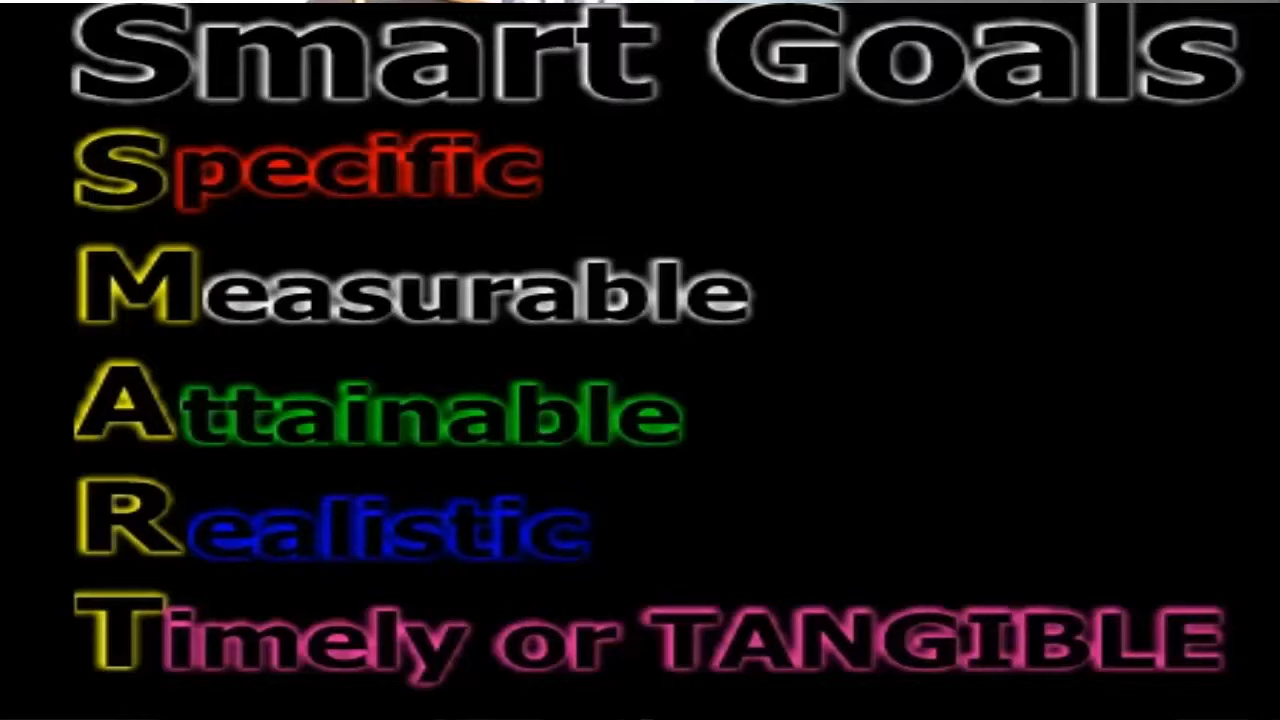 Smart Goals
Specific
Measurable
Attainable
Realistic
Timely or TANGIBLE